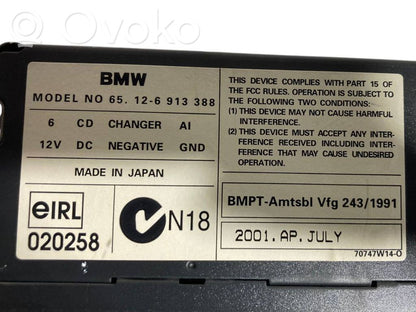 Ovoko
BMW
MODEL NO 65. 12-6 913 388
6 CD CHANGER AI
12V DC NEGATIVE GND
MADE IN JAPAN
eIRL
020258
N18
THIS DEVICE COMPLIES WITH PART 15 OF
THE FCC RULES. OPERATION IS SUBJECT TO
THE FOLLOWING TWO CONDITIONS:
(1) THIS DEVICE MAY NOT CAUSE HARMFUL
INTERFERENCE.
(2) THIS DEVICE MUST ACCEPT ANY INTER-
FERENCE RECEIVED INCLUDING INTER-
FERENCE THAT MAY CAUSE UNDESIRED
OPERATION.
BMPT-Amtsbl Vfg 243/1991
2001.AP.JULY
70747W14-O